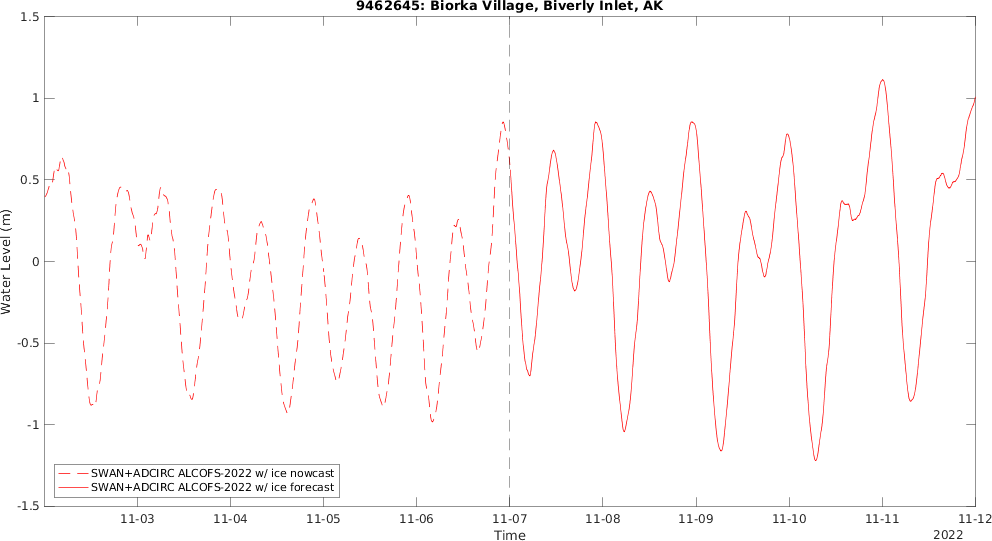 9462645: Biorka Village, Biverly Inlet, AK
1.5
1
0.5
0
-0.5
-1
-1.5
Water Level (m)
SWAN+ADCIRC ALCOFS-2022 w/ ice nowcast
SWAN+ADCIRC ALCOFS-2022 w/ ice forecast
11-03 11-04 11-05 11-06 11-07 11-08 11-09 11-10 11-11 11-12
Time
2022